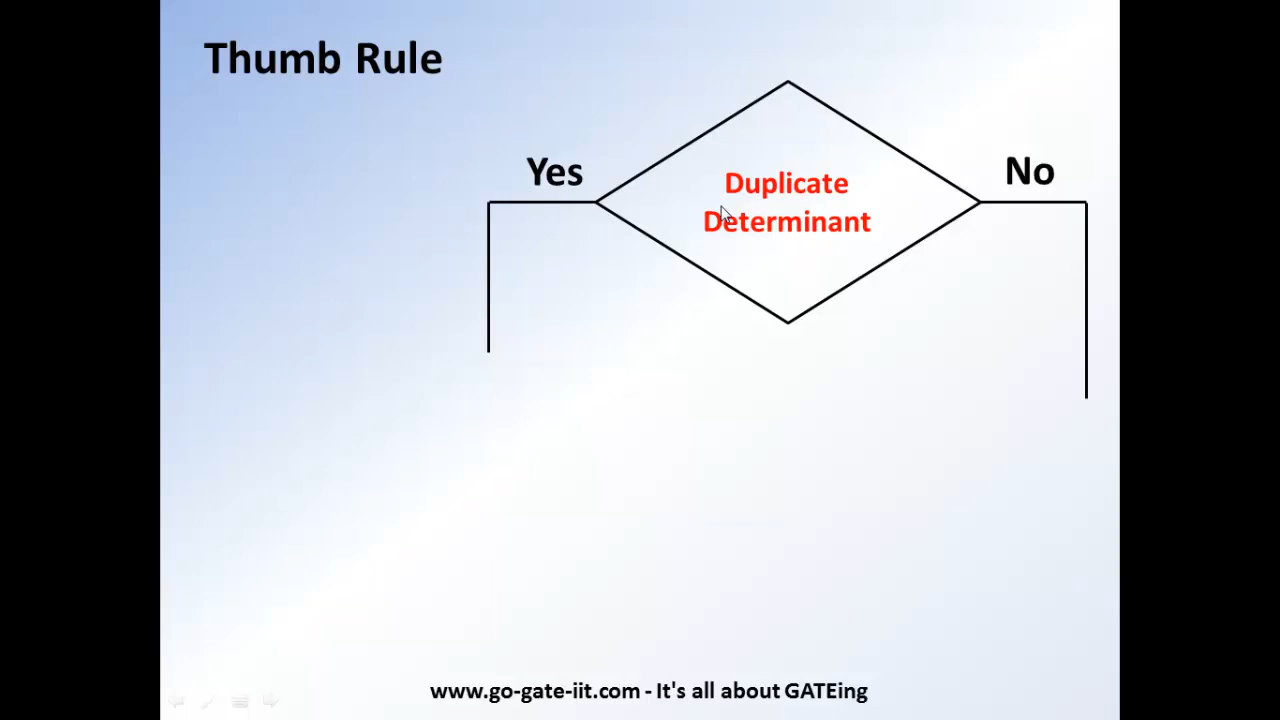 Thumb Rule
Yes
Duplicate
Determinant
No
www.go-gate-iit.com - It's all about GATEing